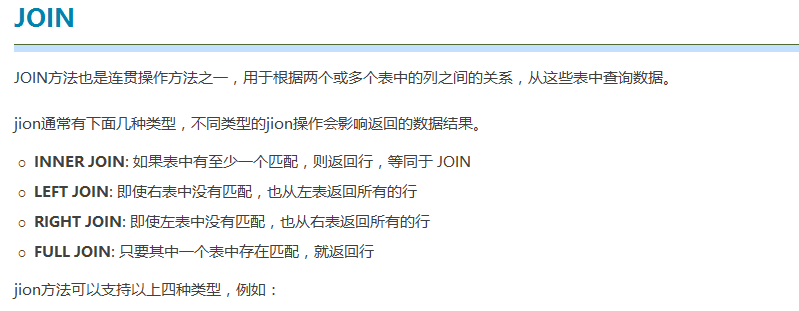 JOIN
JOIN方法也是连贯操作方法之一，用于根据两个或多个表中的列之间的关系，从这些表中查询数据。
jion通常有下面几种类型，不同类型的jion操作会影响返回的数据结果。
INNER JOIN: 如果表中有至少一个匹配，则返回行，等同于 JOIN
LEFT JOIN: 即使右表中没有匹配，也从左表返回所有的行
RIGHT JOIN: 即使左表中没有匹配，也从右表返回所有的行
FULL JOIN: 只要其中一个表中存在匹配，就返回行
jion方法可以支持以上四种类型，例如：